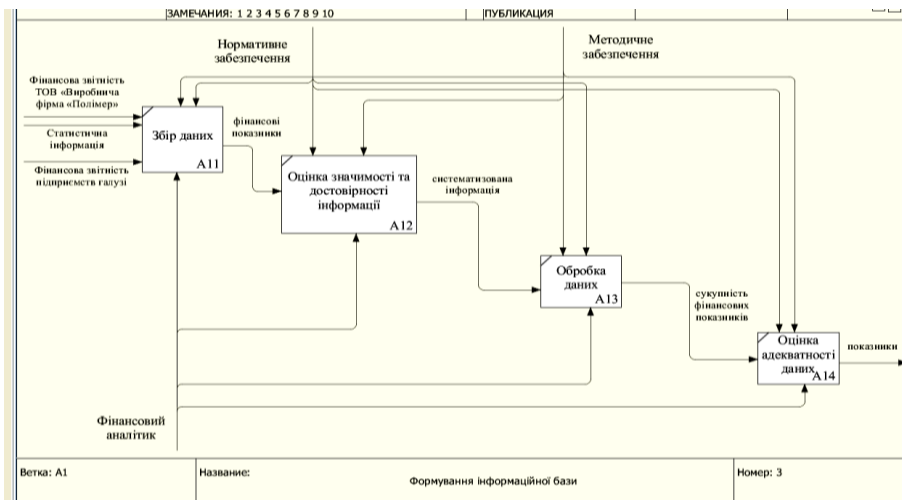 ЗАМЕЧАНИЯ: 1 2 3 4 5 6 7 8 9 10
ПУБЛИКАЦИЯ
Нормативне
забезпечення
Методичне
забезпечення
Фінансова звітність
ТОВ «Виробнича
фірма «Полімер»
Статистична
інформація
Фінансова звітність
підприємств галузі
Збір даних
A11
фінансові
показники
Оцінка значимості та
достовірності
інформації
A12
систематизована
інформація
Обробка
даних
A13
сукупність
фінансових
показників
Оцінка
адекватності
даних
A14
показники
Фінансовий
аналітик
Ветка: A1
Название:
Формування інформаційної бази
Номер: 3